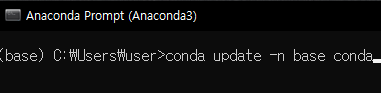 Anaconda Prompt (Anaconda3)
(base) C:₩Users₩user>conda update -n base conda